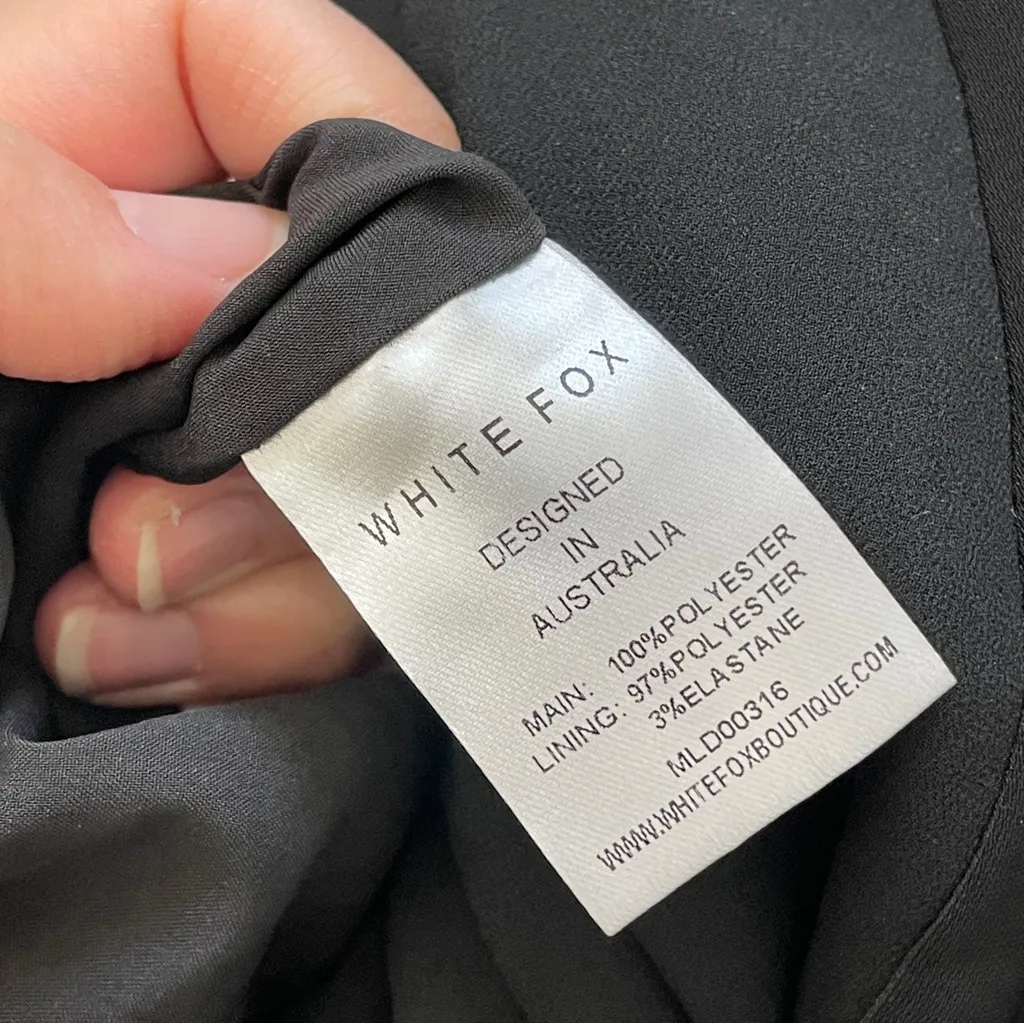 WHITE FOX
DESIGNED
IN
AUSTRALIA
MAIN: 100%POLYESTER
LINING: 97%POLYESTER
3%ELASTANE
MLD00316
WWW.WHITEFOXBOUTIQUE.COM